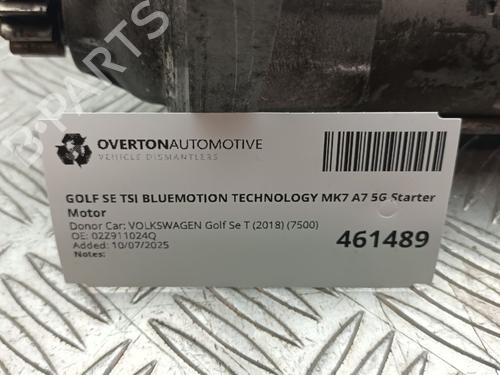 B-PARTS
OVERTONAUTOMOTIVE
VEHICLE DISMANTLERS
GOLF SE TSI BLUEMOTION TECHNOLOGY MK7 A7 5G Starter
Motor
Donor Car: VOLKSWAGEN Golf Se T (2018) (7500)
OE: 02Z911024Q
Added: 10/07/2025
Notes:
461489